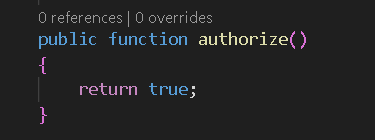 0 references | 0 overrides
public function authorize()
{
    return true;
}